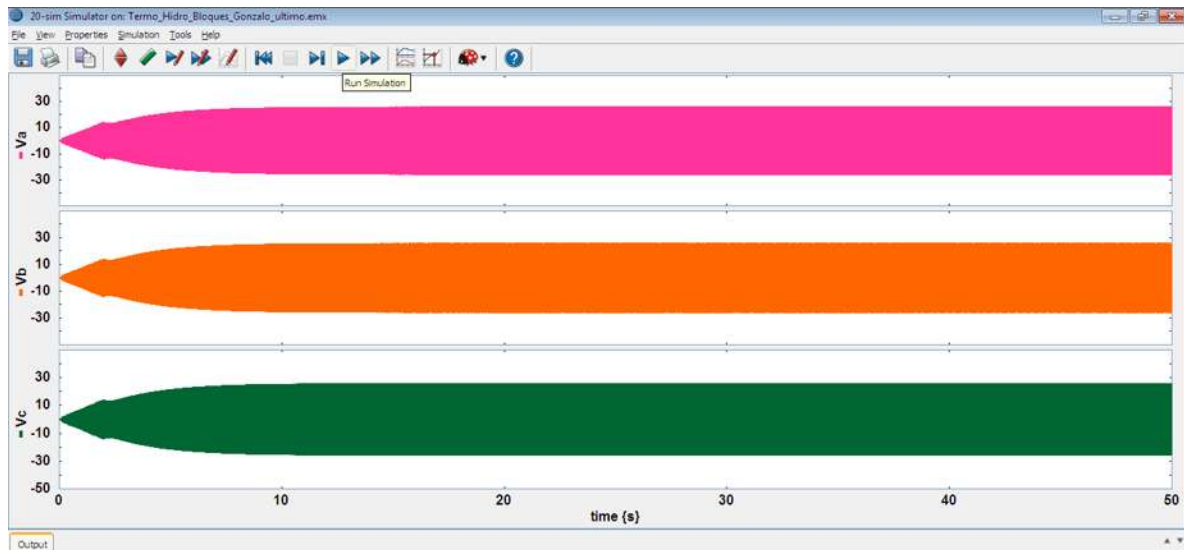 20-sim Simulator on: Termo_Hidro_Bloques_Gonzalo_ultimo.emx
File View Properties Simulation Tools Help
Run Simulation
30
10
-10
-30
Va
30
10
-10
-30
Vb
30
10
-10
-30
-50
Vc
0 10 20 30 40 50
time {s}
Output